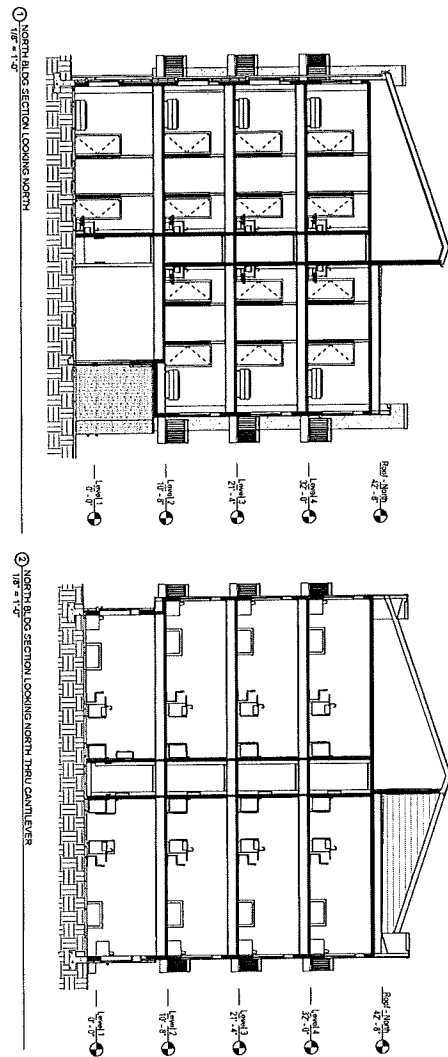 1
NORTH BLDG SECTION LOOKING NORTH
1/8" = 1'-0"
Roof - North
42' - 8"
Level 4
32' - 0"
Level 3
21' - 4"
Level 2
10' - 8"
Level 1
0' - 0"
2
NORTH BLDG SECTION LOOKING NORTH THRU CANTILEVER
1/8" = 1'-0"
Roof - North
42' - 8"
Level 4
32' - 0"
Level 3
21' - 4"
Level 2
10' - 8"
Level 1
0' - 0"